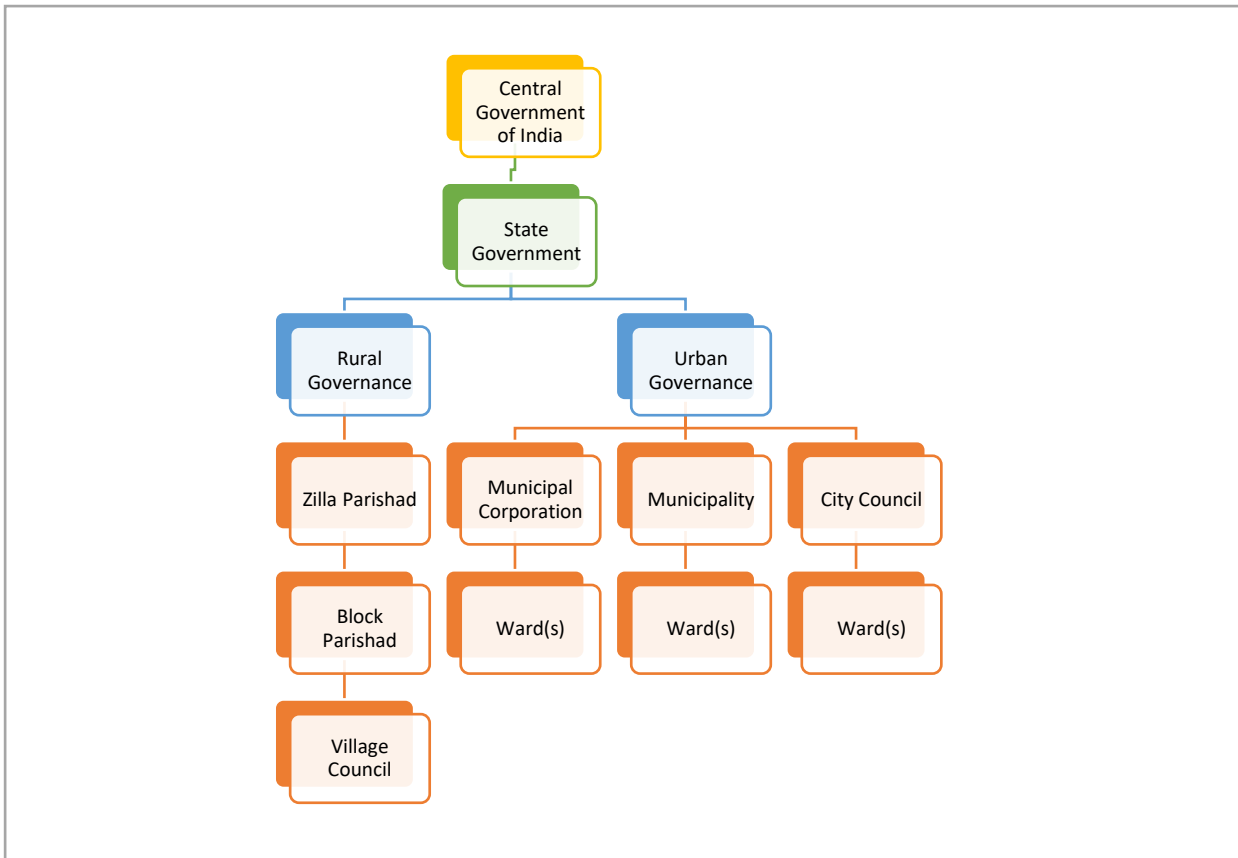 Central
Government
of India
State
Government
Rural
Governance
Urban
Governance
Zilla Parishad
Municipal
Corporation
Municipality
City Council
Block
Parishad
Ward(s)
Ward(s)
Ward(s)
Village
Council